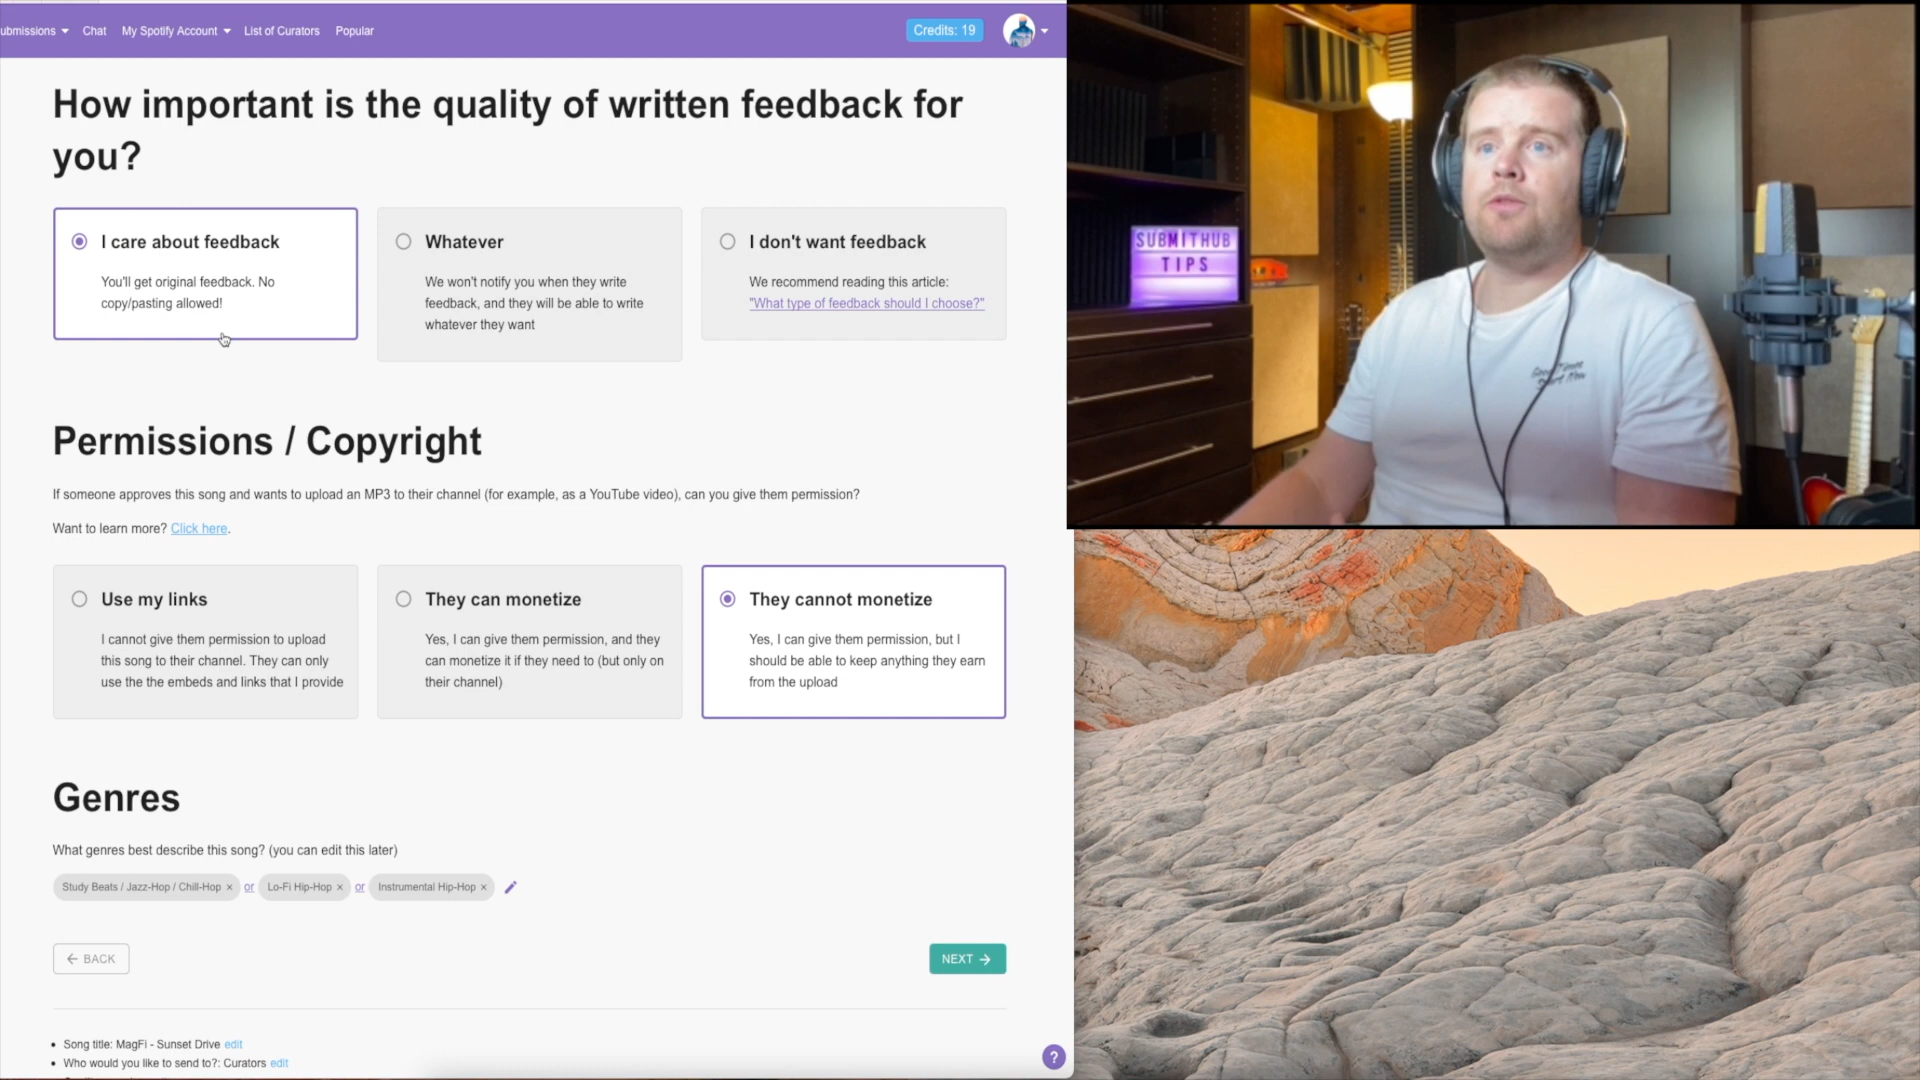 ubmissions
Chat
My Spotify Account
List of Curators
Popular
Credits: 19
How important is the quality of written feedback for
you?
I care about feedback
You'll get original feedback. No
copy/pasting allowed!
Whatever
We won't notify you when they write
feedback, and they will be able to write
whatever they want
I don't want feedback
We recommend reading this article:
"What type of feedback should I choose?"
Permissions / Copyright
If someone approves this song and wants to upload an MP3 to their channel (for example, as a YouTube video), can you give them permission?
Want to learn more? Click here.
Use my links
I cannot give them permission to upload
this song to their channel. They can only
use the the embeds and links that I provide
They can monetize
Yes, I can give them permission, and they
can monetize it if they need to (but only on
their channel)
They cannot monetize
Yes, I can give them permission, but I
should be able to keep anything they earn
from the upload
Genres
What genres best describe this song? (you can edit this later)
Study Beats / Jazz-Hop / Chill-Hop × or Lo-Fi Hip-Hop × or Instrumental Hip-Hop ×
← BACK
NEXT →
• Song title: MagFi - Sunset Drive edit
• Who would you like to send to?: Curators edit
?
SUBMITHUB
TIPS